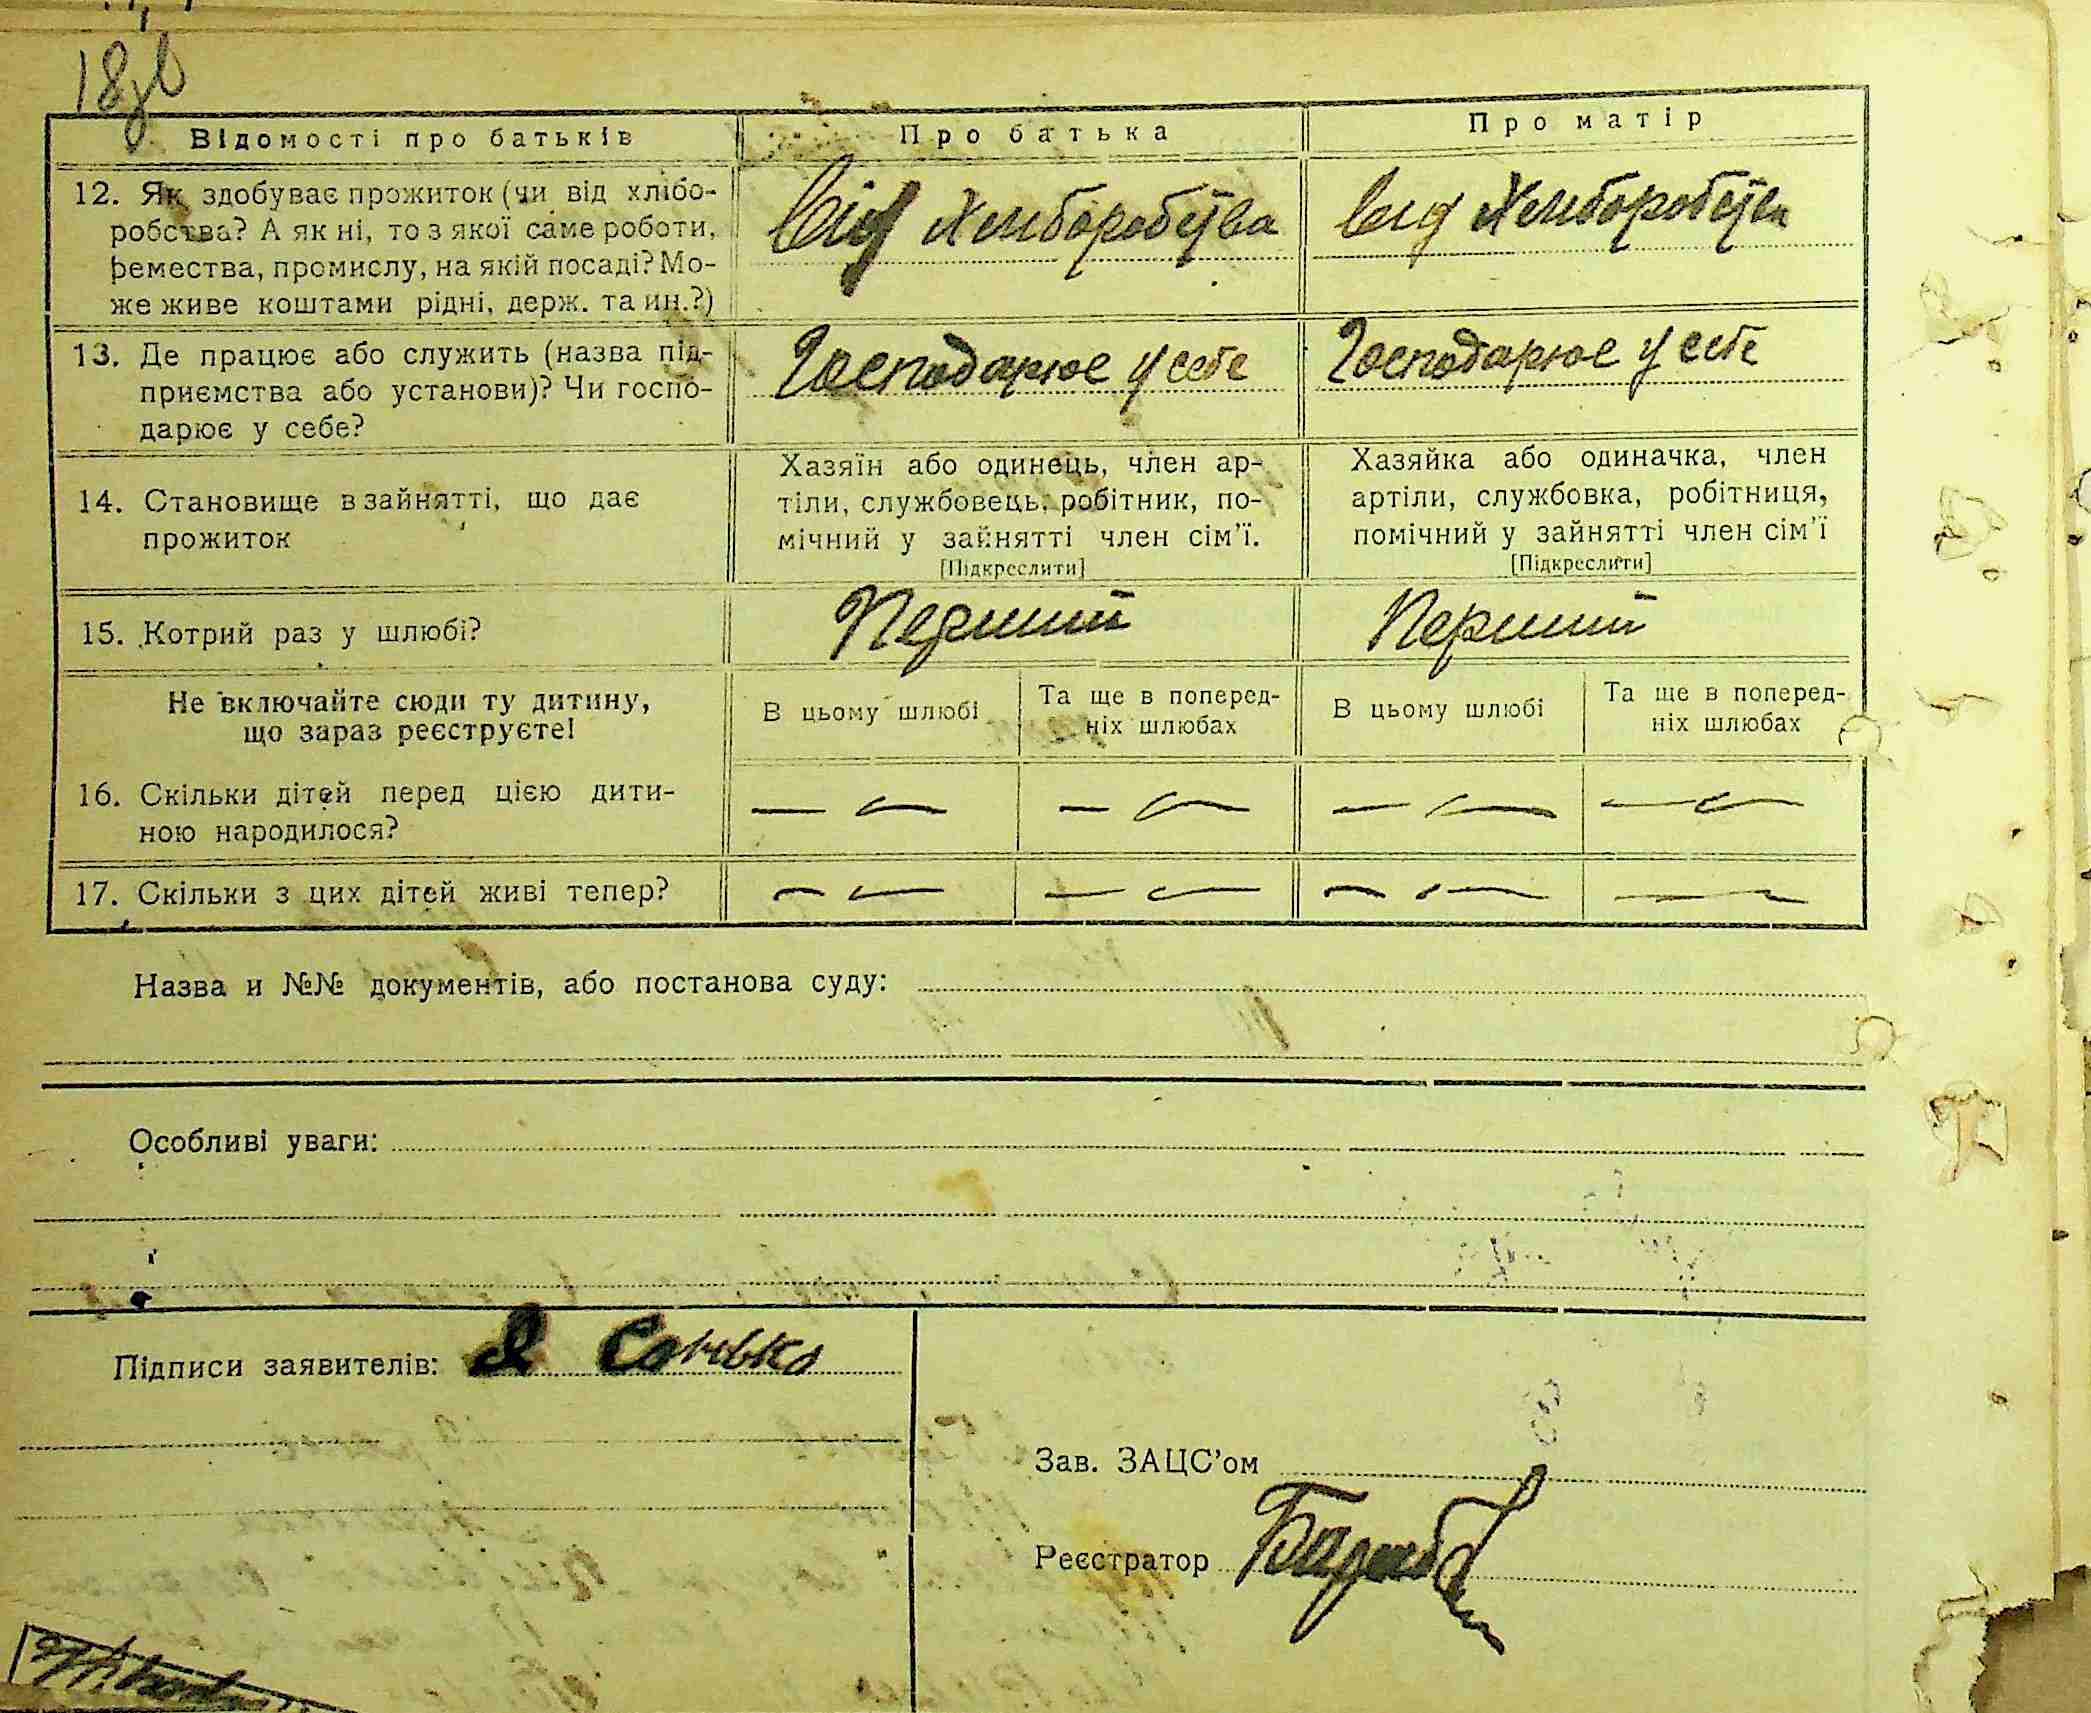 18зв
Відомості про батьків Про батька Про матір
12. Як здобуває прожиток (чи від хлібо-
робства? А як ні, то з якої саме роботи,
ремества, промислу, на якій посаді? Мо-
же живе коштами рідні, держ. та ин.?)
від хлиборобства вид хлиборобства
13. Де працює або служить (назва під-
приємства або установи)? Чи госпо-
дарює у себе?
Господарює у себе Господарює у себе
14. Становище в зайнятті, що дає
прожиток
Хазяїн або одинець, член ар-
тіли, службовець, робітник, по-
мічний у зайнятті член сім'ї.
[Підкреслити]
Хазяйка або одиначка, член
артіли, службовка, робітниця,
помічний у зайнятті член сім'ї
[Підкреслити]
15. Котрий раз у шлюбі? Перший Перший
Не включайте сюди ту дитину,
що зараз реєструєте!
В цьому шлюбі
Та ще в поперед-
ніх шлюбах
В цьому шлюбі
Та ще в поперед-
ніх шлюбах
16. Скільки дітей перед цією дити-
ною народилося?
17. Скільки з цих дітей живі тепер?
Назва и №№ документів, або постанова суду:
Особливі уваги:
Підписи заявителів: Я Сонько
Зав. ЗАЦС'ом
Реєстратор